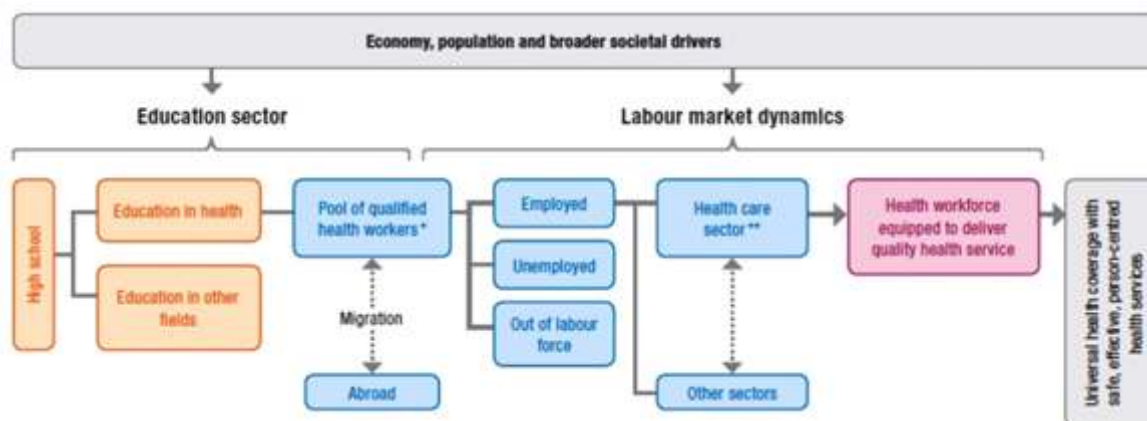 Economy, population and broader societal drivers
Education sector
Labour market dynamics
High school
Education in health
Education in other
fields
Pool of qualified
health workers*
Migration
Abroad
Employed
Unemployed
Out of labour
force
Health care
sector**
Other sectors
Health workforce
equipped to deliver
quality health service
Universal health coverage with
safe, effective, person-centred
health services